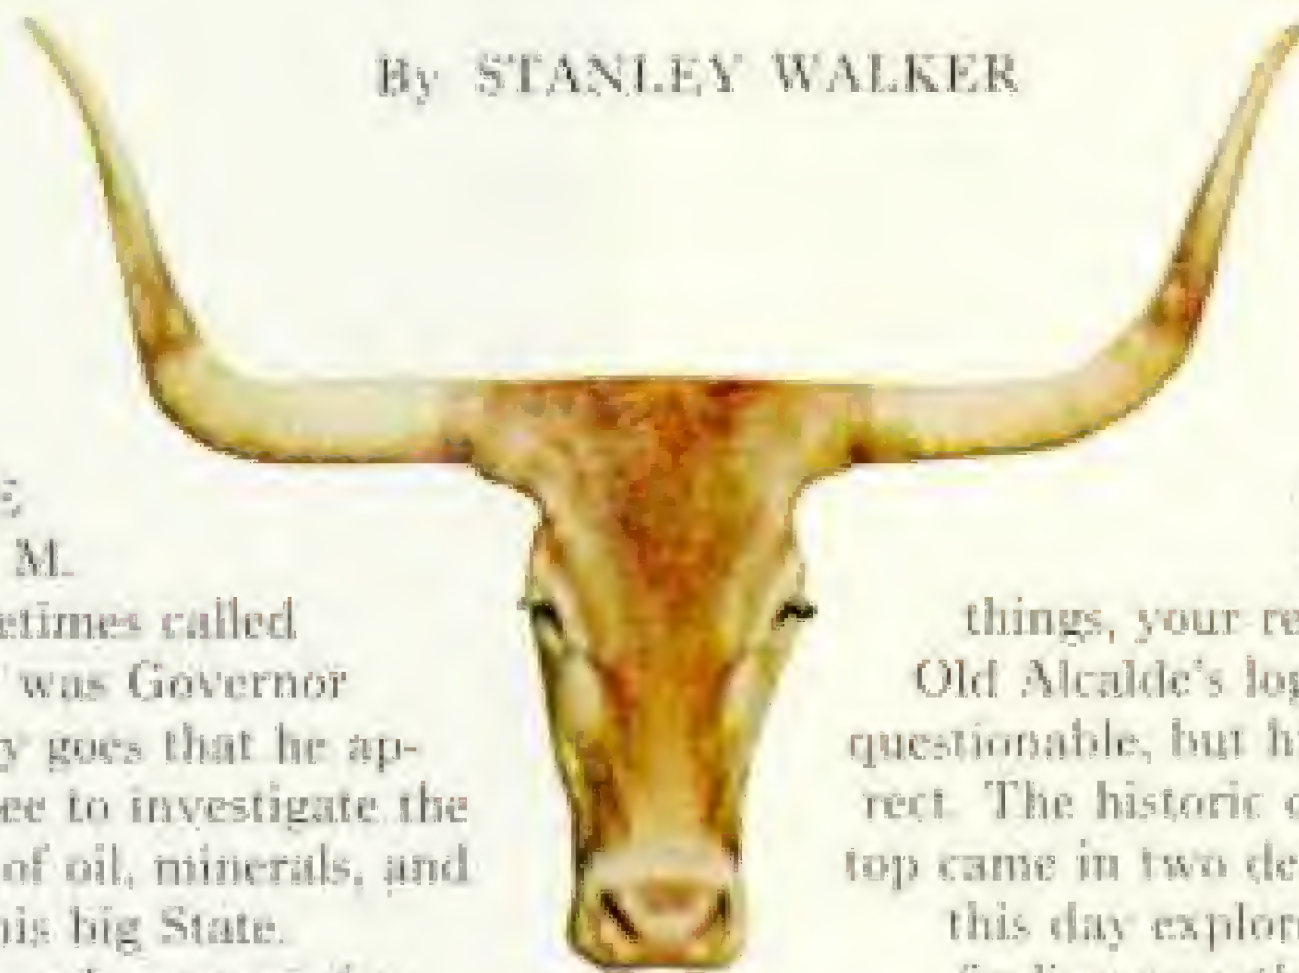 By STANLEY WALKER
M.
etimes called
was Governor
y goes that he ap-
ee to investigate the
of oil, minerals, and
his big State.
things, your re
Old Alcalde's log
questionable, but h
rect. The historic
top came in two de
this day explor